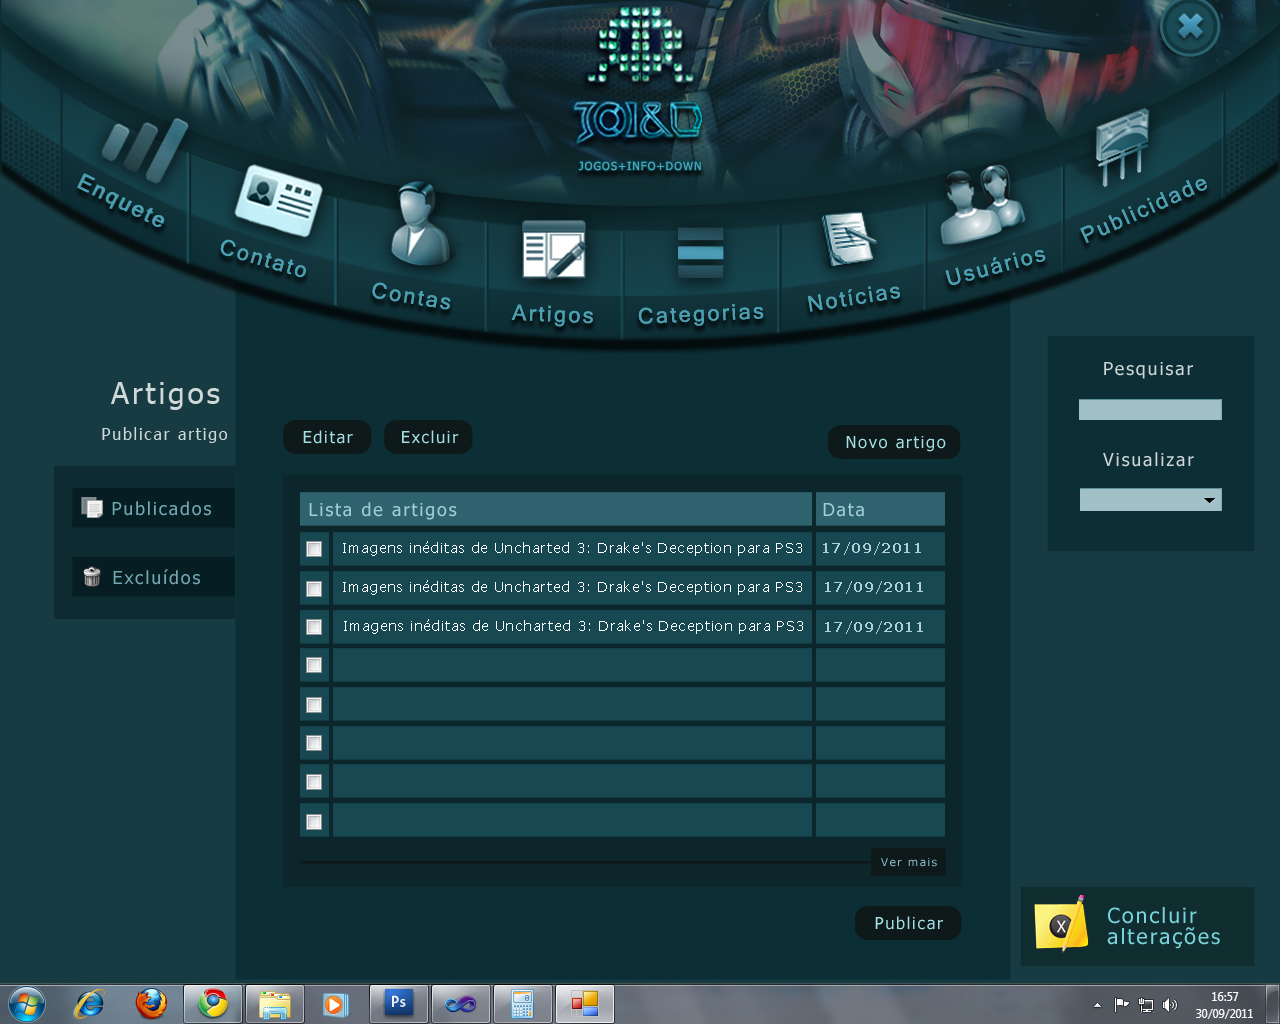 JOI&D
JOGOS+INFO+DOWN
Enquete
Contato
Contas
Artigos
Categorias
Notícias
Usuários
Publicidade
Artigos
Publicar artigo
Publicados
Excluídos
Editar
Excluir
Novo artigo
Lista de artigos
Data
Imagens inéditas de Uncharted 3: Drake's Deception para PS3
17/09/2011
Imagens inéditas de Uncharted 3: Drake's Deception para PS3
17/09/2011
Imagens inéditas de Uncharted 3: Drake's Deception para PS3
17/09/2011
Ver mais
Publicar
Pesquisar
Visualizar
X
Concluir
alterações
Ps
16:57
30/09/2011